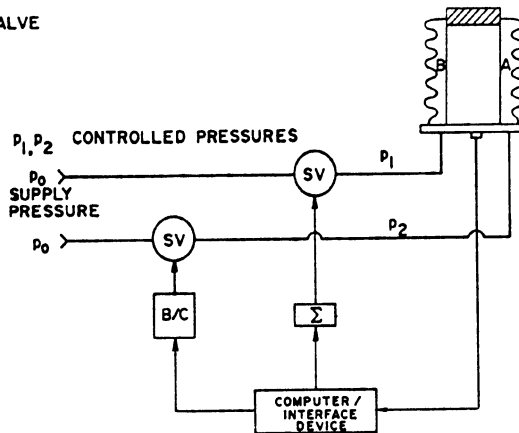 ALVE
B A
p₁, p₂ CONTROLLED PRESSURES
p₀ SV p₁
SUPPLY
PRESSURE
p₀ SV p₂
B/C Σ
COMPUTER /
INTERFACE
DEVICE